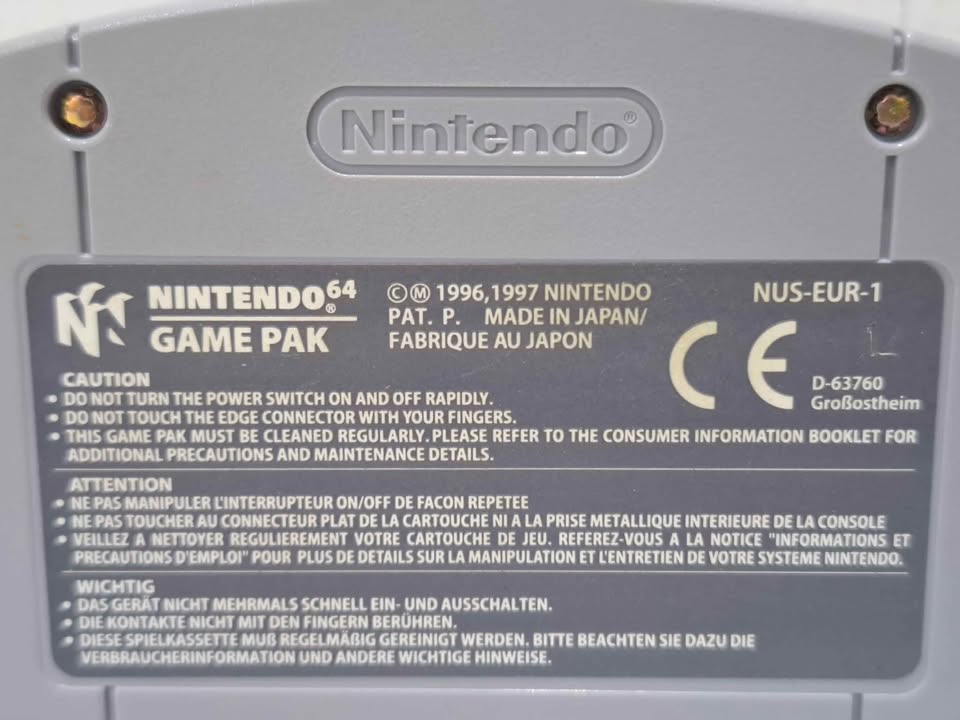 Nintendo®
NINTENDO64®
GAME PAK
©Ⓜ 1996,1997 NINTENDO
PAT. P. MADE IN JAPAN/
FABRIQUE AU JAPON
NUS-EUR-1
CE
D-63760
Großostheim
CAUTION
• DO NOT TURN THE POWER SWITCH ON AND OFF RAPIDLY.
• DO NOT TOUCH THE EDGE CONNECTOR WITH YOUR FINGERS.
• THIS GAME PAK MUST BE CLEANED REGULARLY. PLEASE REFER TO THE CONSUMER INFORMATION BOOKLET FOR
ADDITIONAL PRECAUTIONS AND MAINTENANCE DETAILS.
ATTENTION
• NE PAS MANIPULER L'INTERRUPTEUR ON/OFF DE FACON REPETEE
• NE PAS TOUCHER AU CONNECTEUR PLAT DE LA CARTOUCHE NI A LA PRISE METALLIQUE INTERIEURE DE LA CONSOLE
• VEILLEZ A NETTOYER REGULIEREMENT VOTRE CARTOUCHE DE JEU. REFEREZ-VOUS A LA NOTICE "INFORMATIONS ET
PRECAUTIONS D'EMPLOI" POUR PLUS DE DETAILS SUR LA MANIPULATION ET L'ENTRETIEN DE VOTRE SYSTEME NINTENDO.
WICHTIG
• DAS GERÄT NICHT MEHRMALS SCHNELL EIN- UND AUSSCHALTEN.
• DIE KONTAKTE NICHT MIT DEN FINGERN BERÜHREN.
• DIESE SPIELKASSETTE MUß REGELMÄßIG GEREINIGT WERDEN. BITTE BEACHTEN SIE DAZU DIE
VERBRAUCHERINFORMATION UND ANDERE WICHTIGE HINWEISE.